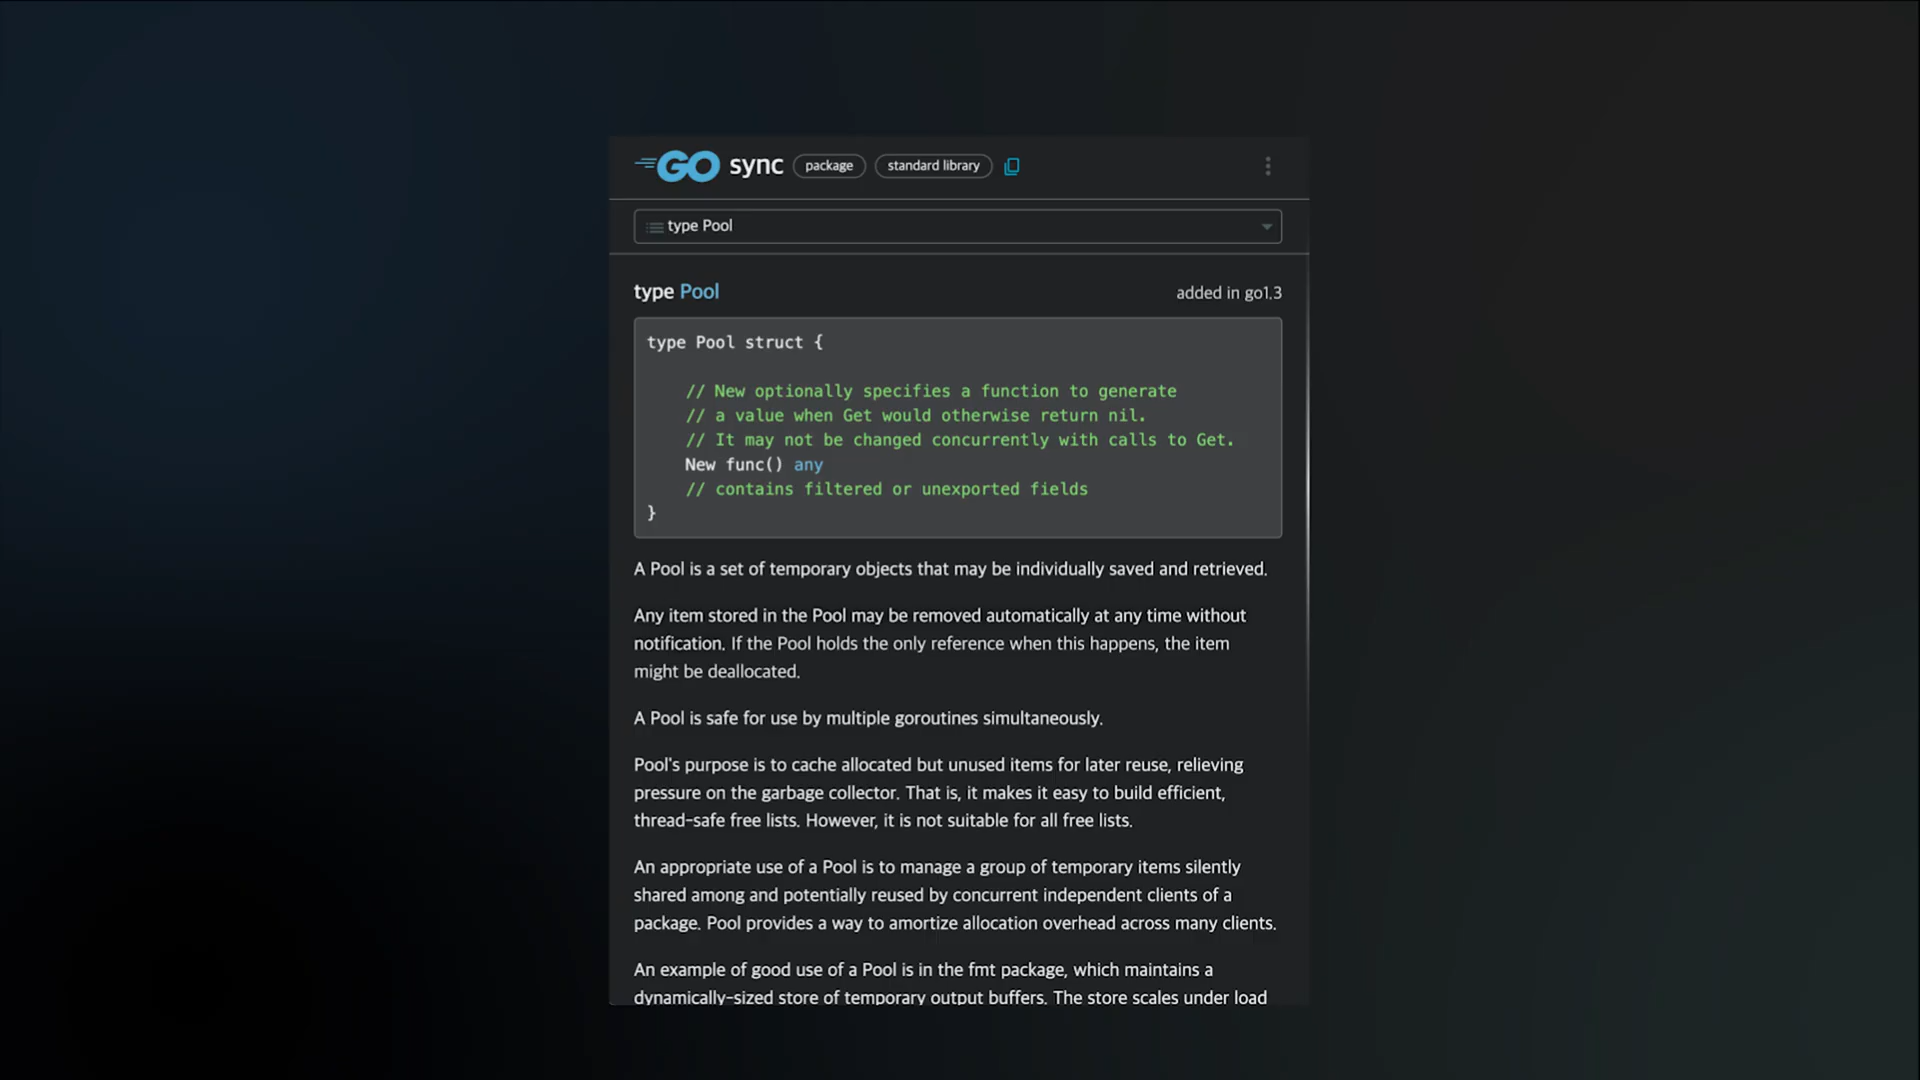 GO sync package standard library
type Pool
type Pool added in go1.3
type Pool struct {
// New optionally specifies a function to generate
// a value when Get would otherwise return nil.
// It may not be changed concurrently with calls to Get.
New func() any
// contains filtered or unexported fields
}
A Pool is a set of temporary objects that may be individually saved and retrieved.
Any item stored in the Pool may be removed automatically at any time without
notification. If the Pool holds the only reference when this happens, the item
might be deallocated.
A Pool is safe for use by multiple goroutines simultaneously.
Pool's purpose is to cache allocated but unused items for later reuse, relieving
pressure on the garbage collector. That is, it makes it easy to build efficient,
thread-safe free lists. However, it is not suitable for all free lists.
An appropriate use of a Pool is to manage a group of temporary items silently
shared among and potentially reused by concurrent independent clients of a
package. Pool provides a way to amortize allocation overhead across many clients.
An example of good use of a Pool is in the fmt package, which maintains a
dynamically-sized store of temporary output buffers. The store scales under load